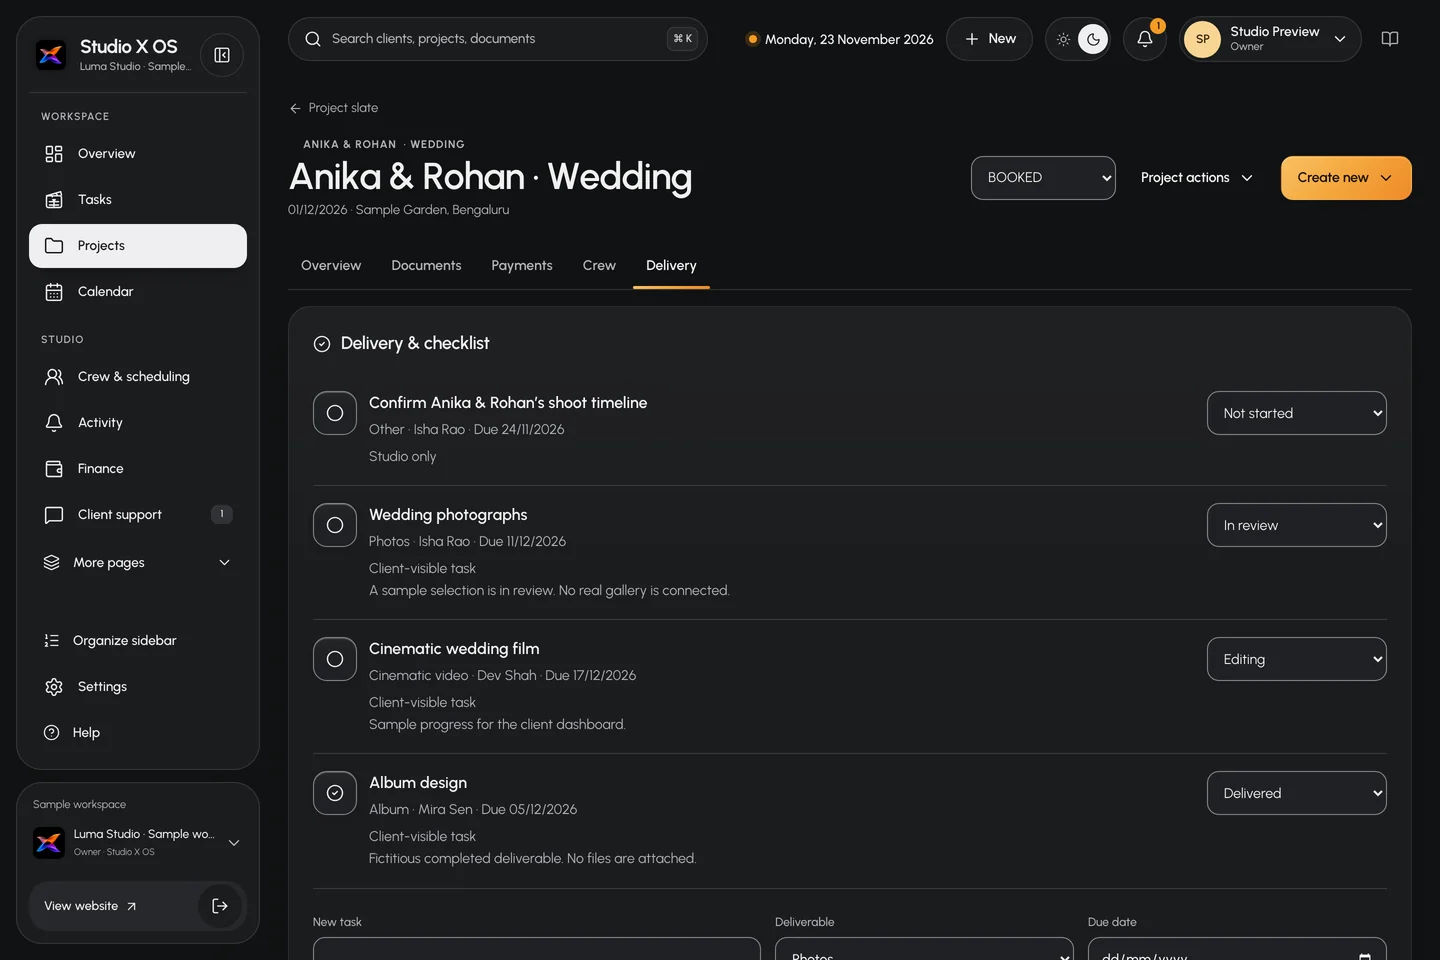 Studio X OS
Luma Studio · Sample...
WORKSPACE
Overview
Tasks
Projects
Calendar
STUDIO
Crew & scheduling
Activity
Finance
Client support
1
More pages
Organize sidebar
Settings
Help
Sample workspace
Luma Studio · Sample wo...
Owner · Studio X OS
View website
Search clients, projects, documents
⌘ K
Monday, 23 November 2026
New
1
SP
Studio Preview
Owner
Project slate
ANIKA & ROHAN · WEDDING
Anika & Rohan · Wedding
01/12/2026 · Sample Garden, Bengaluru
BOOKED
Project actions
Create new
Overview
Documents
Payments
Crew
Delivery
Delivery & checklist
Confirm Anika & Rohan's shoot timeline
Other · Isha Rao · Due 24/11/2026
Studio only
Not started
Wedding photographs
Photos · Isha Rao · Due 11/12/2026
Client-visible task
A sample selection is in review. No real gallery is connected.
In review
Cinematic wedding film
Cinematic video · Dev Shah · Due 17/12/2026
Client-visible task
Sample progress for the client dashboard.
Editing
Album design
Album · Mira Sen · Due 05/12/2026
Client-visible task
Fictitious completed deliverable. No files are attached.
Delivered
New task
Deliverable
Due date
Photos
dd/mm/yyyy